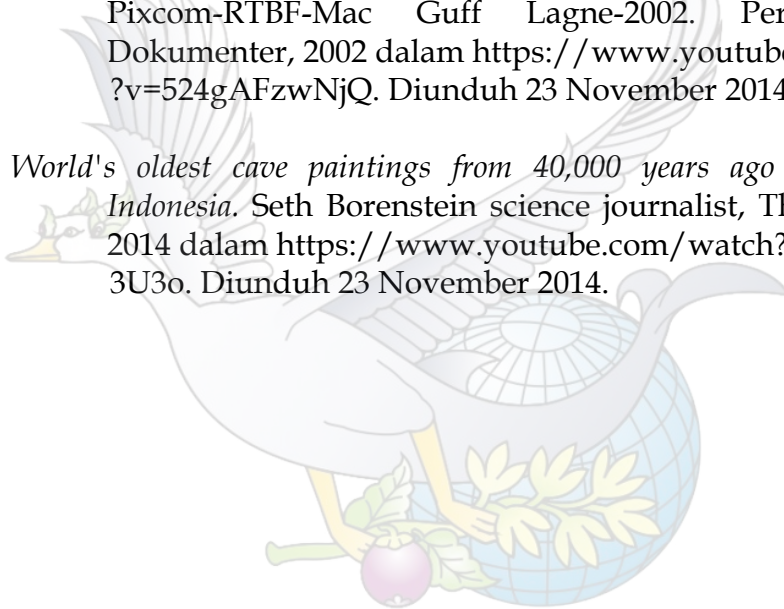 Pixcom-RTBF-Mac Guff Lagne-2002. Per
Dokumenter, 2002 dalam https://www.youtube
?v=524gAFzwNjQ. Diunduh 23 November 2014
World's oldest cave paintings from 40,000 years ago
Indonesia. Seth Borenstein science journalist, Th
2014 dalam https://www.youtube.com/watch?
3U3o. Diunduh 23 November 2014.